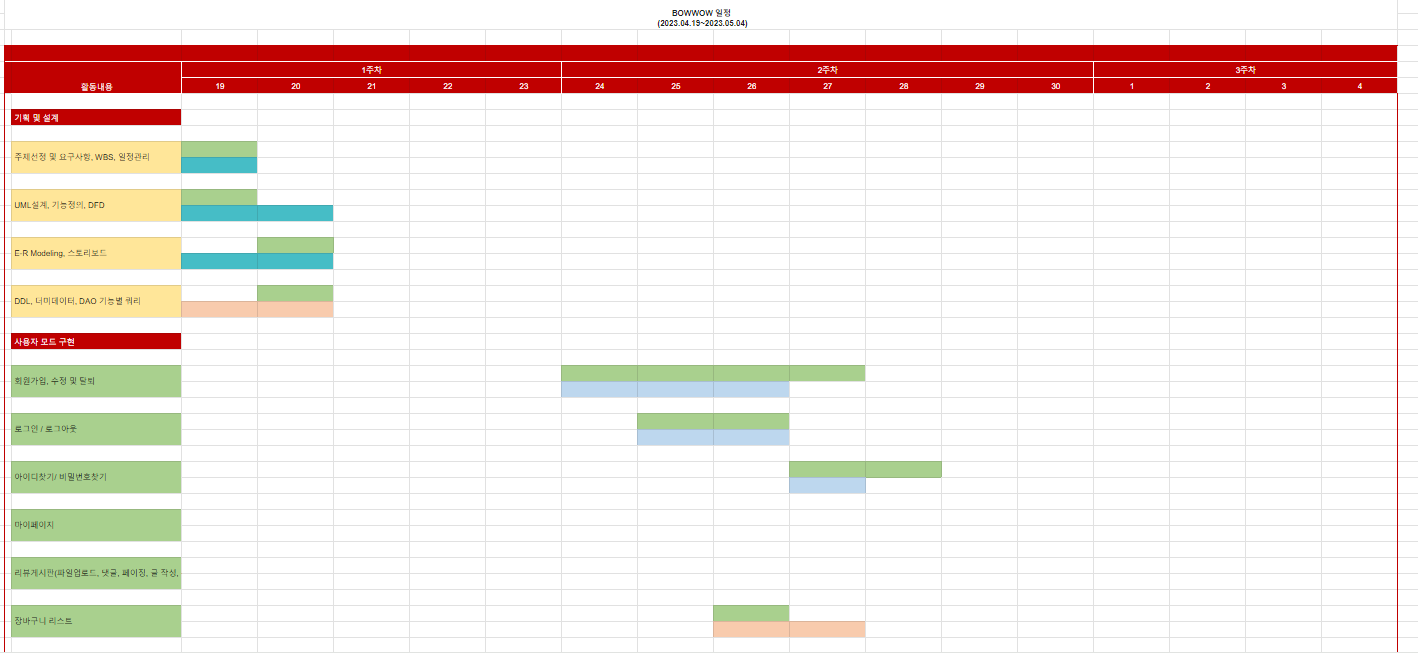 BOWWOW 일정
(2023.04.19~2023.05.04)
활동내용
1주차
2주차
3주차
19
20
21
22
23
24
25
26
27
28
29
30
1
2
3
4
기획 및 설계
주제선정 및 요구사항, WBS, 일정관리
UML설계, 기능정의, DFD
E-R Modeling, 스토리보드
DDL, 더미데이터, DAO 기능별 쿼리
사용자 모드 구현
회원가입, 수정 및 탈퇴
로그인 / 로그아웃
아이디찾기/ 비밀번호찾기
마이페이지
리뷰게시판(파일업로드, 댓글, 페이징, 글 작성,
장바구니 리스트